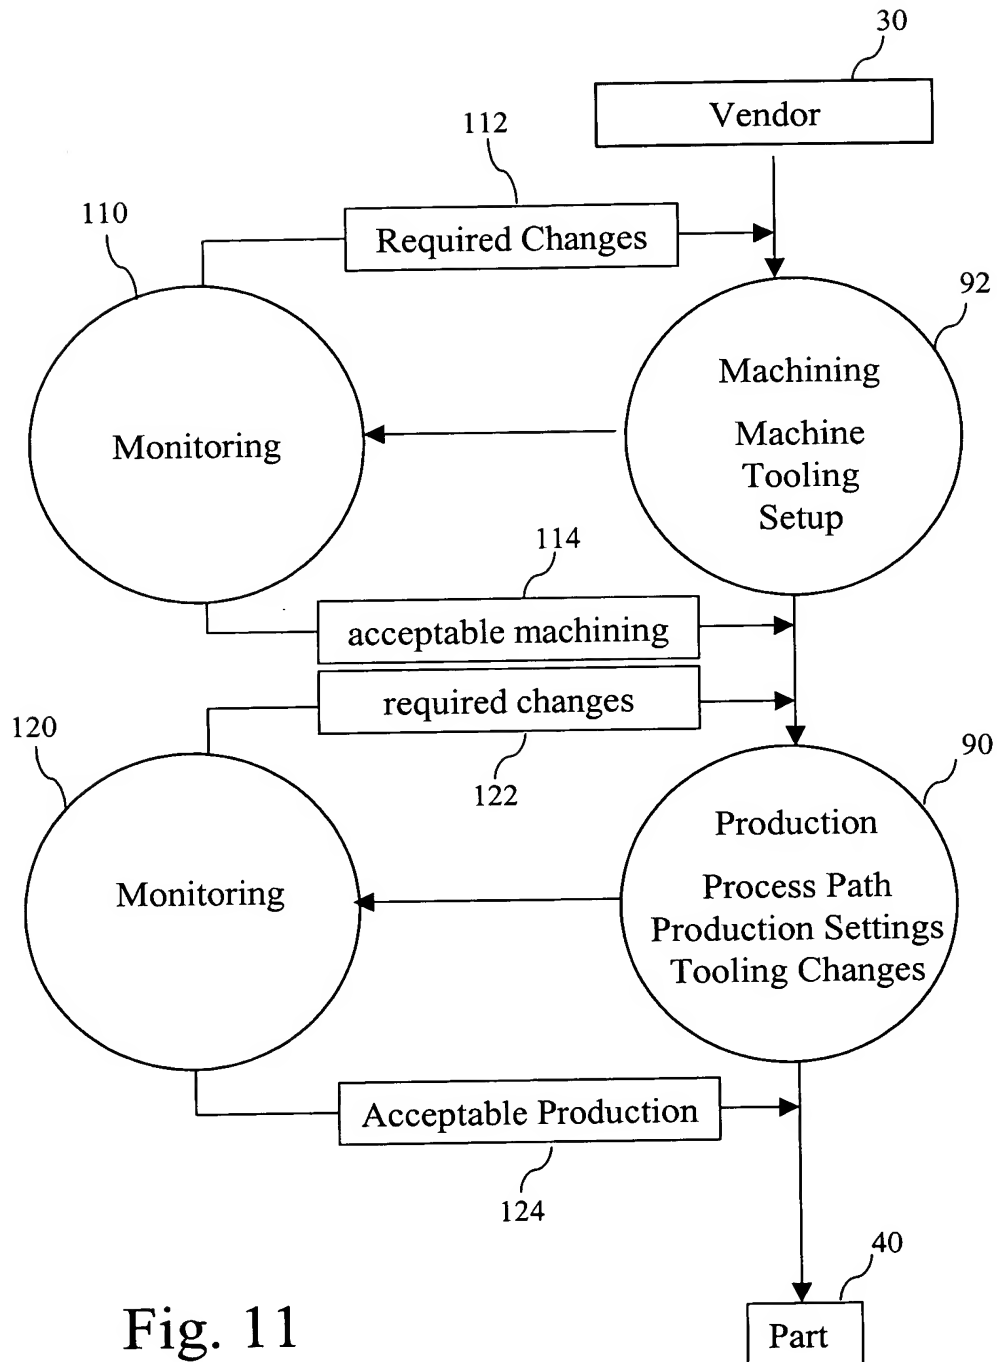 30
Vendor
112
Required Changes
110
92
Machining
Machine
Tooling
Setup
Monitoring
114
acceptable machining
required changes
122
120
90
Production
Process Path
Production Settings
Tooling Changes
Monitoring
Acceptable Production
124
40
Part
Fig. 11